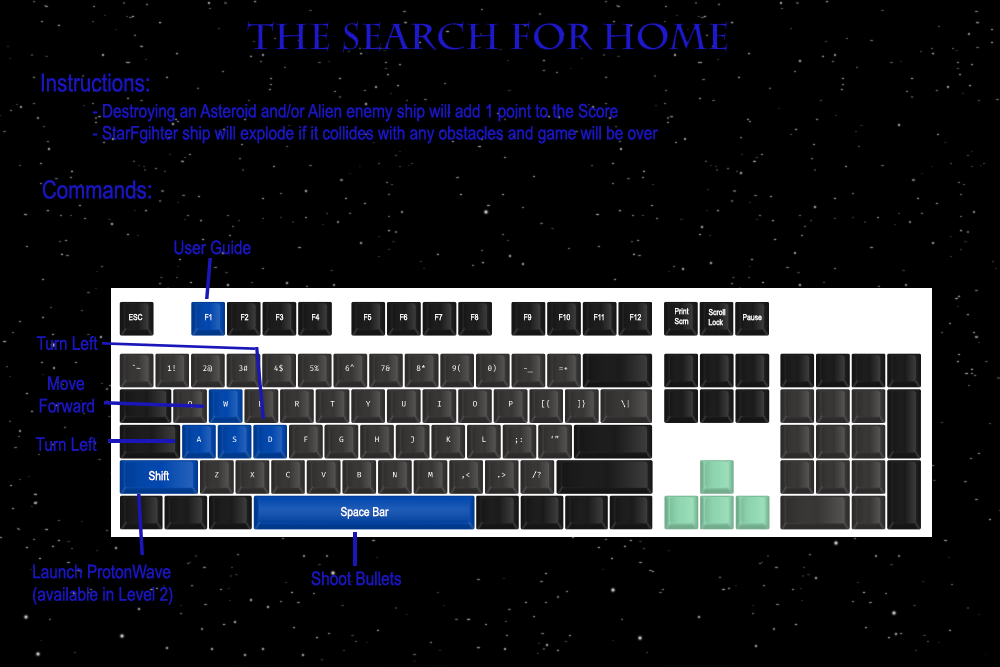 THE SEARCH FOR HOME
Instructions:
- Destroying an Asteroid and/or Alien enemy ship will add 1 point to the Score
- StarFgihter ship will explode if it collides with any obstacles and game will be over
Commands:
User Guide
ESC F1 F2 F3 F4 F5 F6 F7 F8 F9 F10 F11 F12 Print Scrn Scroll Lock Pause
Turn Left
`~ 1! 2@ 3# 4$ 5% 6^ 7& 8* 9( 0) -_ =+
Move
Forward
Q W E R T Y U I O P [{ ]} \|
Turn Left
A S D F G H J K L ;: '"
Shift Z X C V B N M ,< .> /?
Space Bar
Launch ProtonWave
(available in Level 2)
Shoot Bullets